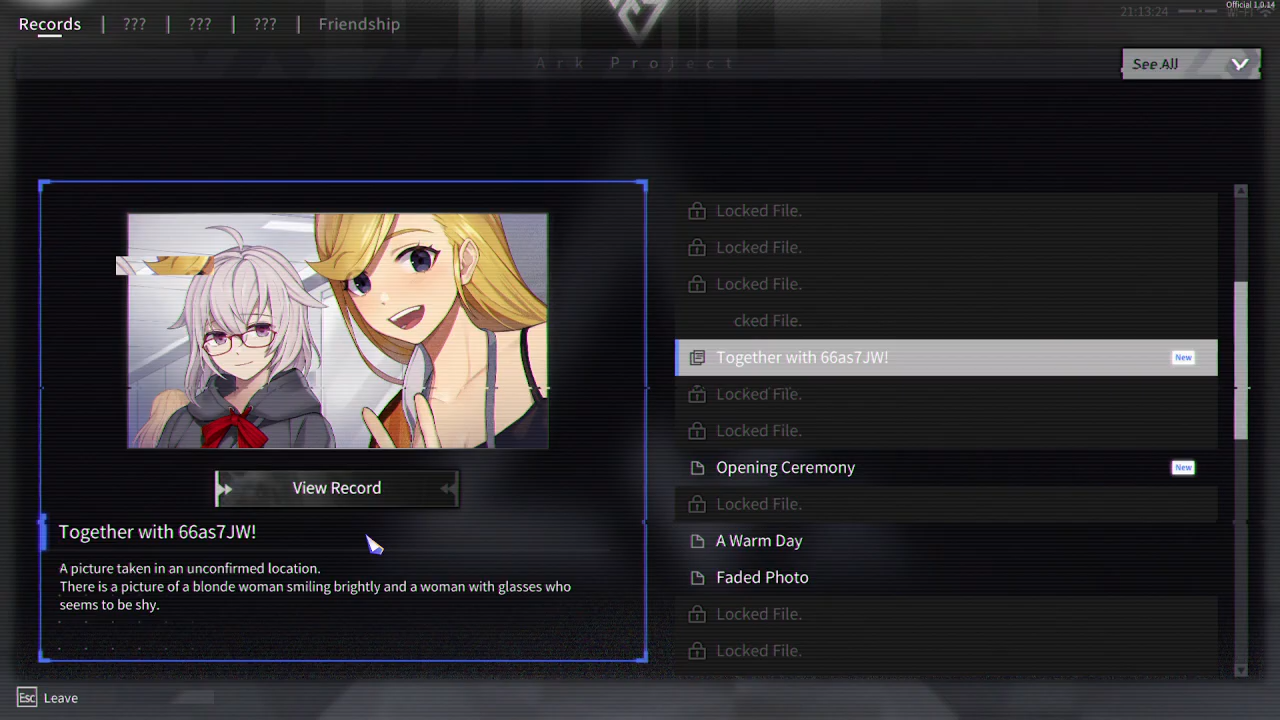 Records | ??? | ??? | ??? | Friendship
21:13:24
Wi-Fi
Official 1.0.14
Ark Project
See All
Locked File.
Locked File.
Locked File.
cked File.
Together with 66as7JW! New
Locked File.
Locked File.
Opening Ceremony New
Locked File.
A Warm Day
Faded Photo
Locked File.
Locked File.
View Record
Together with 66as7JW!
A picture taken in an unconfirmed location.
There is a picture of a blonde woman smiling brightly and a woman with glasses who
seems to be shy.
Esc Leave